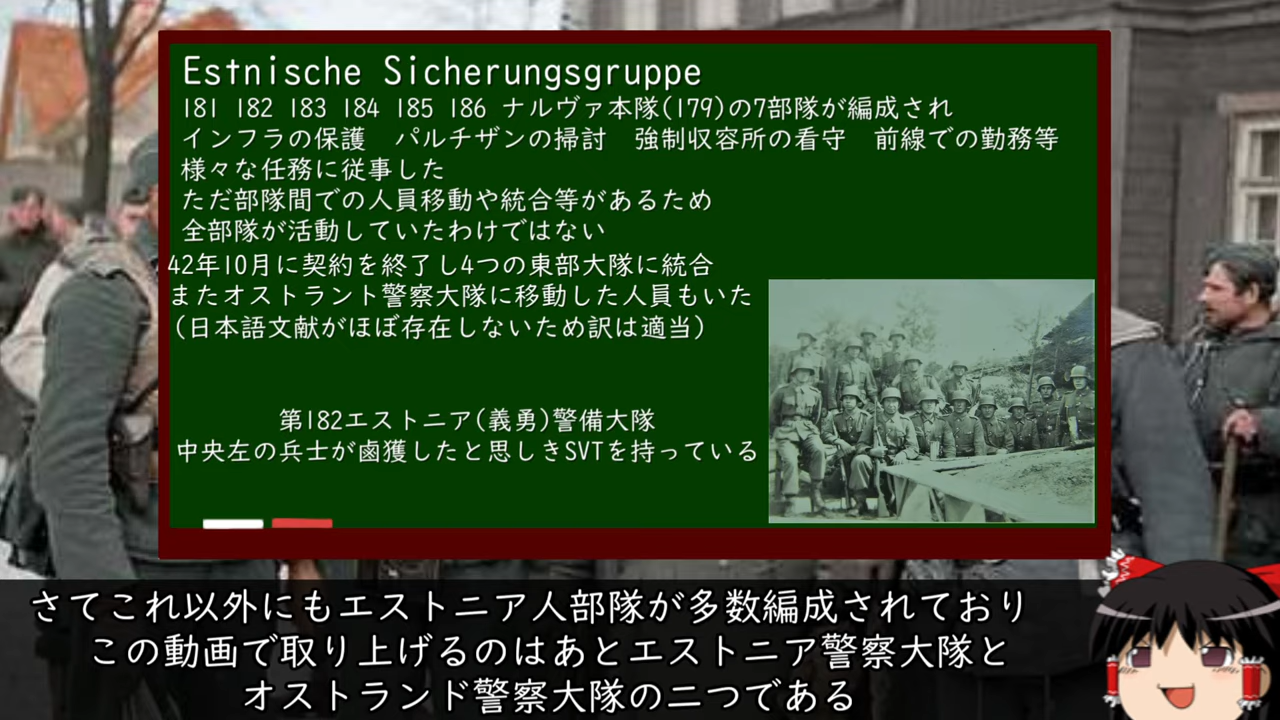 Estnische Sicherungsgruppe
181 182 183 184 185 186 ナルヴァ本隊(179)の7部隊が編成され
インフラの保護　パルチザンの掃討　強制収容所の看守　前線での勤務等
様々な任務に従事した
ただ部隊間での人員移動や統合等があるため
全部隊が活動していたわけではない
42年10月に契約を終了し4つの東部大隊に統合
またオストラント警察大隊に移動した人員もいた
(日本語文献がほぼ存在しないため訳は適当)
第182エストニア(義勇)警備大隊
中央左の兵士が鹵獲したと思しきSVTを持っている
さてこれ以外にもエストニア人部隊が多数編成されており
この動画で取り上げるのはあとエストニア警察大隊と
オストランド警察大隊の二つである